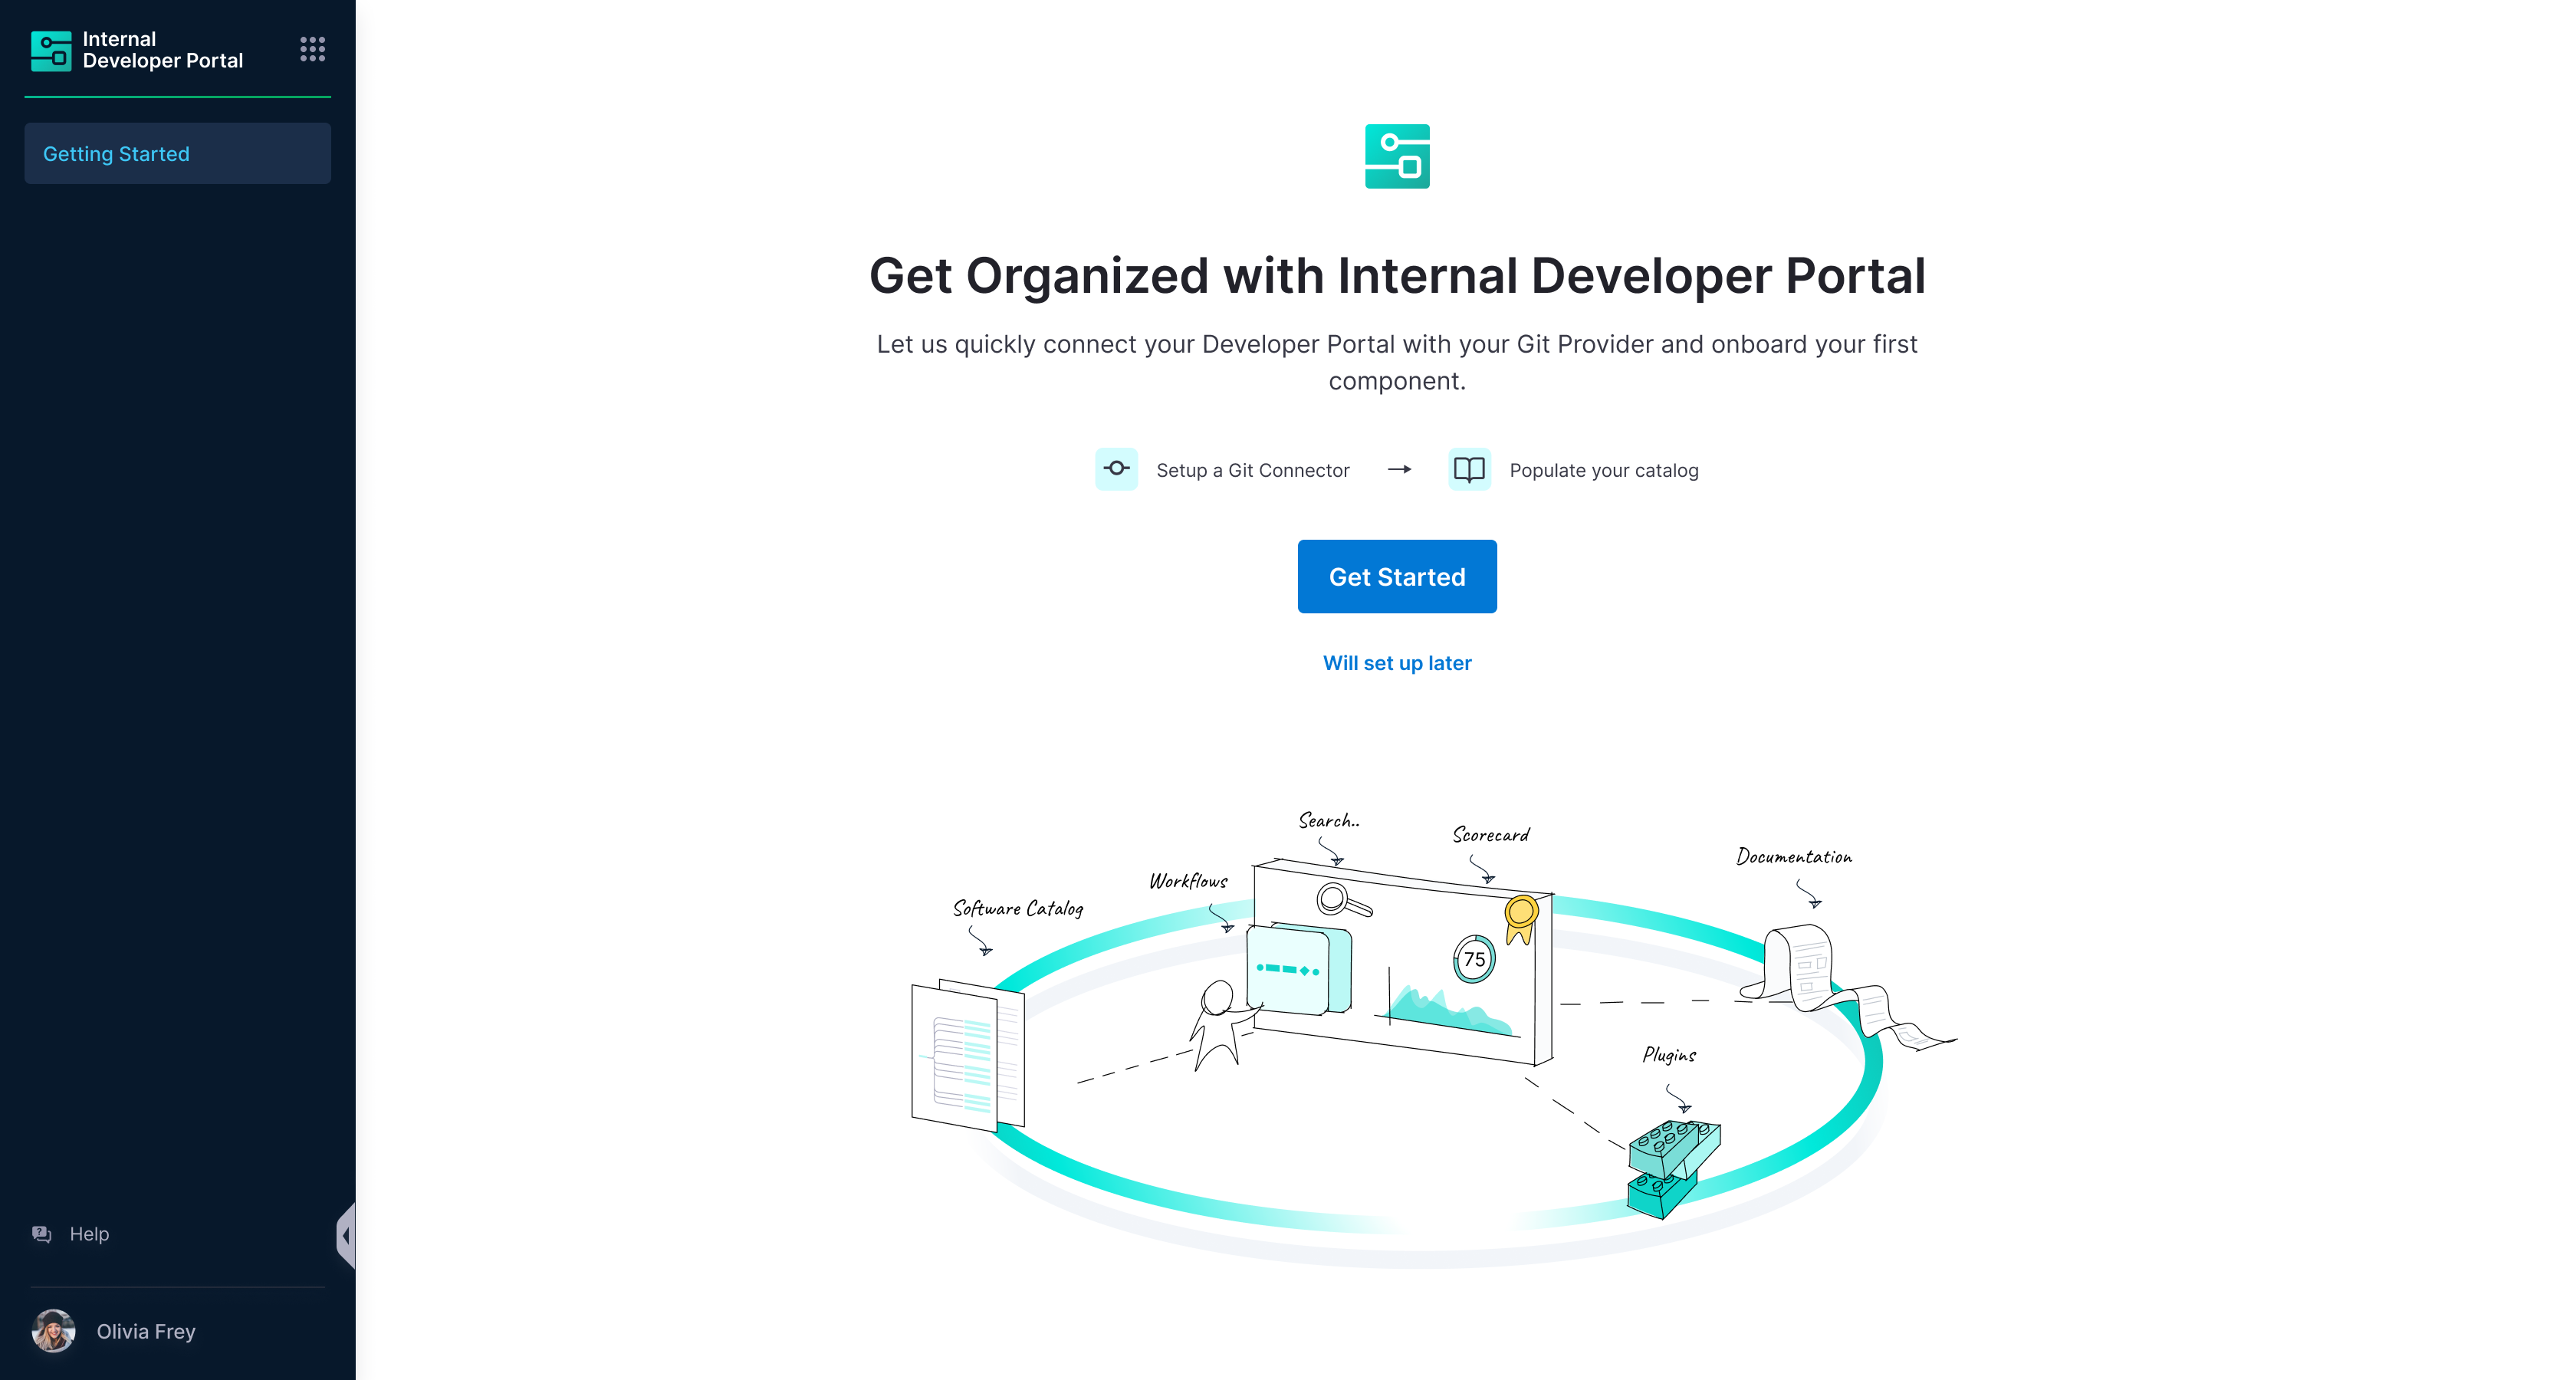 Internal
Developer Portal
Getting Started
Get Organized with Internal Developer Portal
Let us quickly connect your Developer Portal with your Git Provider and onboard your first
component.
Setup a Git Connector → Populate your catalog
Get Started
Will set up later
Search..
Scorecard
Documentation
Workflows
Software Catalog
75
Plugins
Help
Olivia Frey